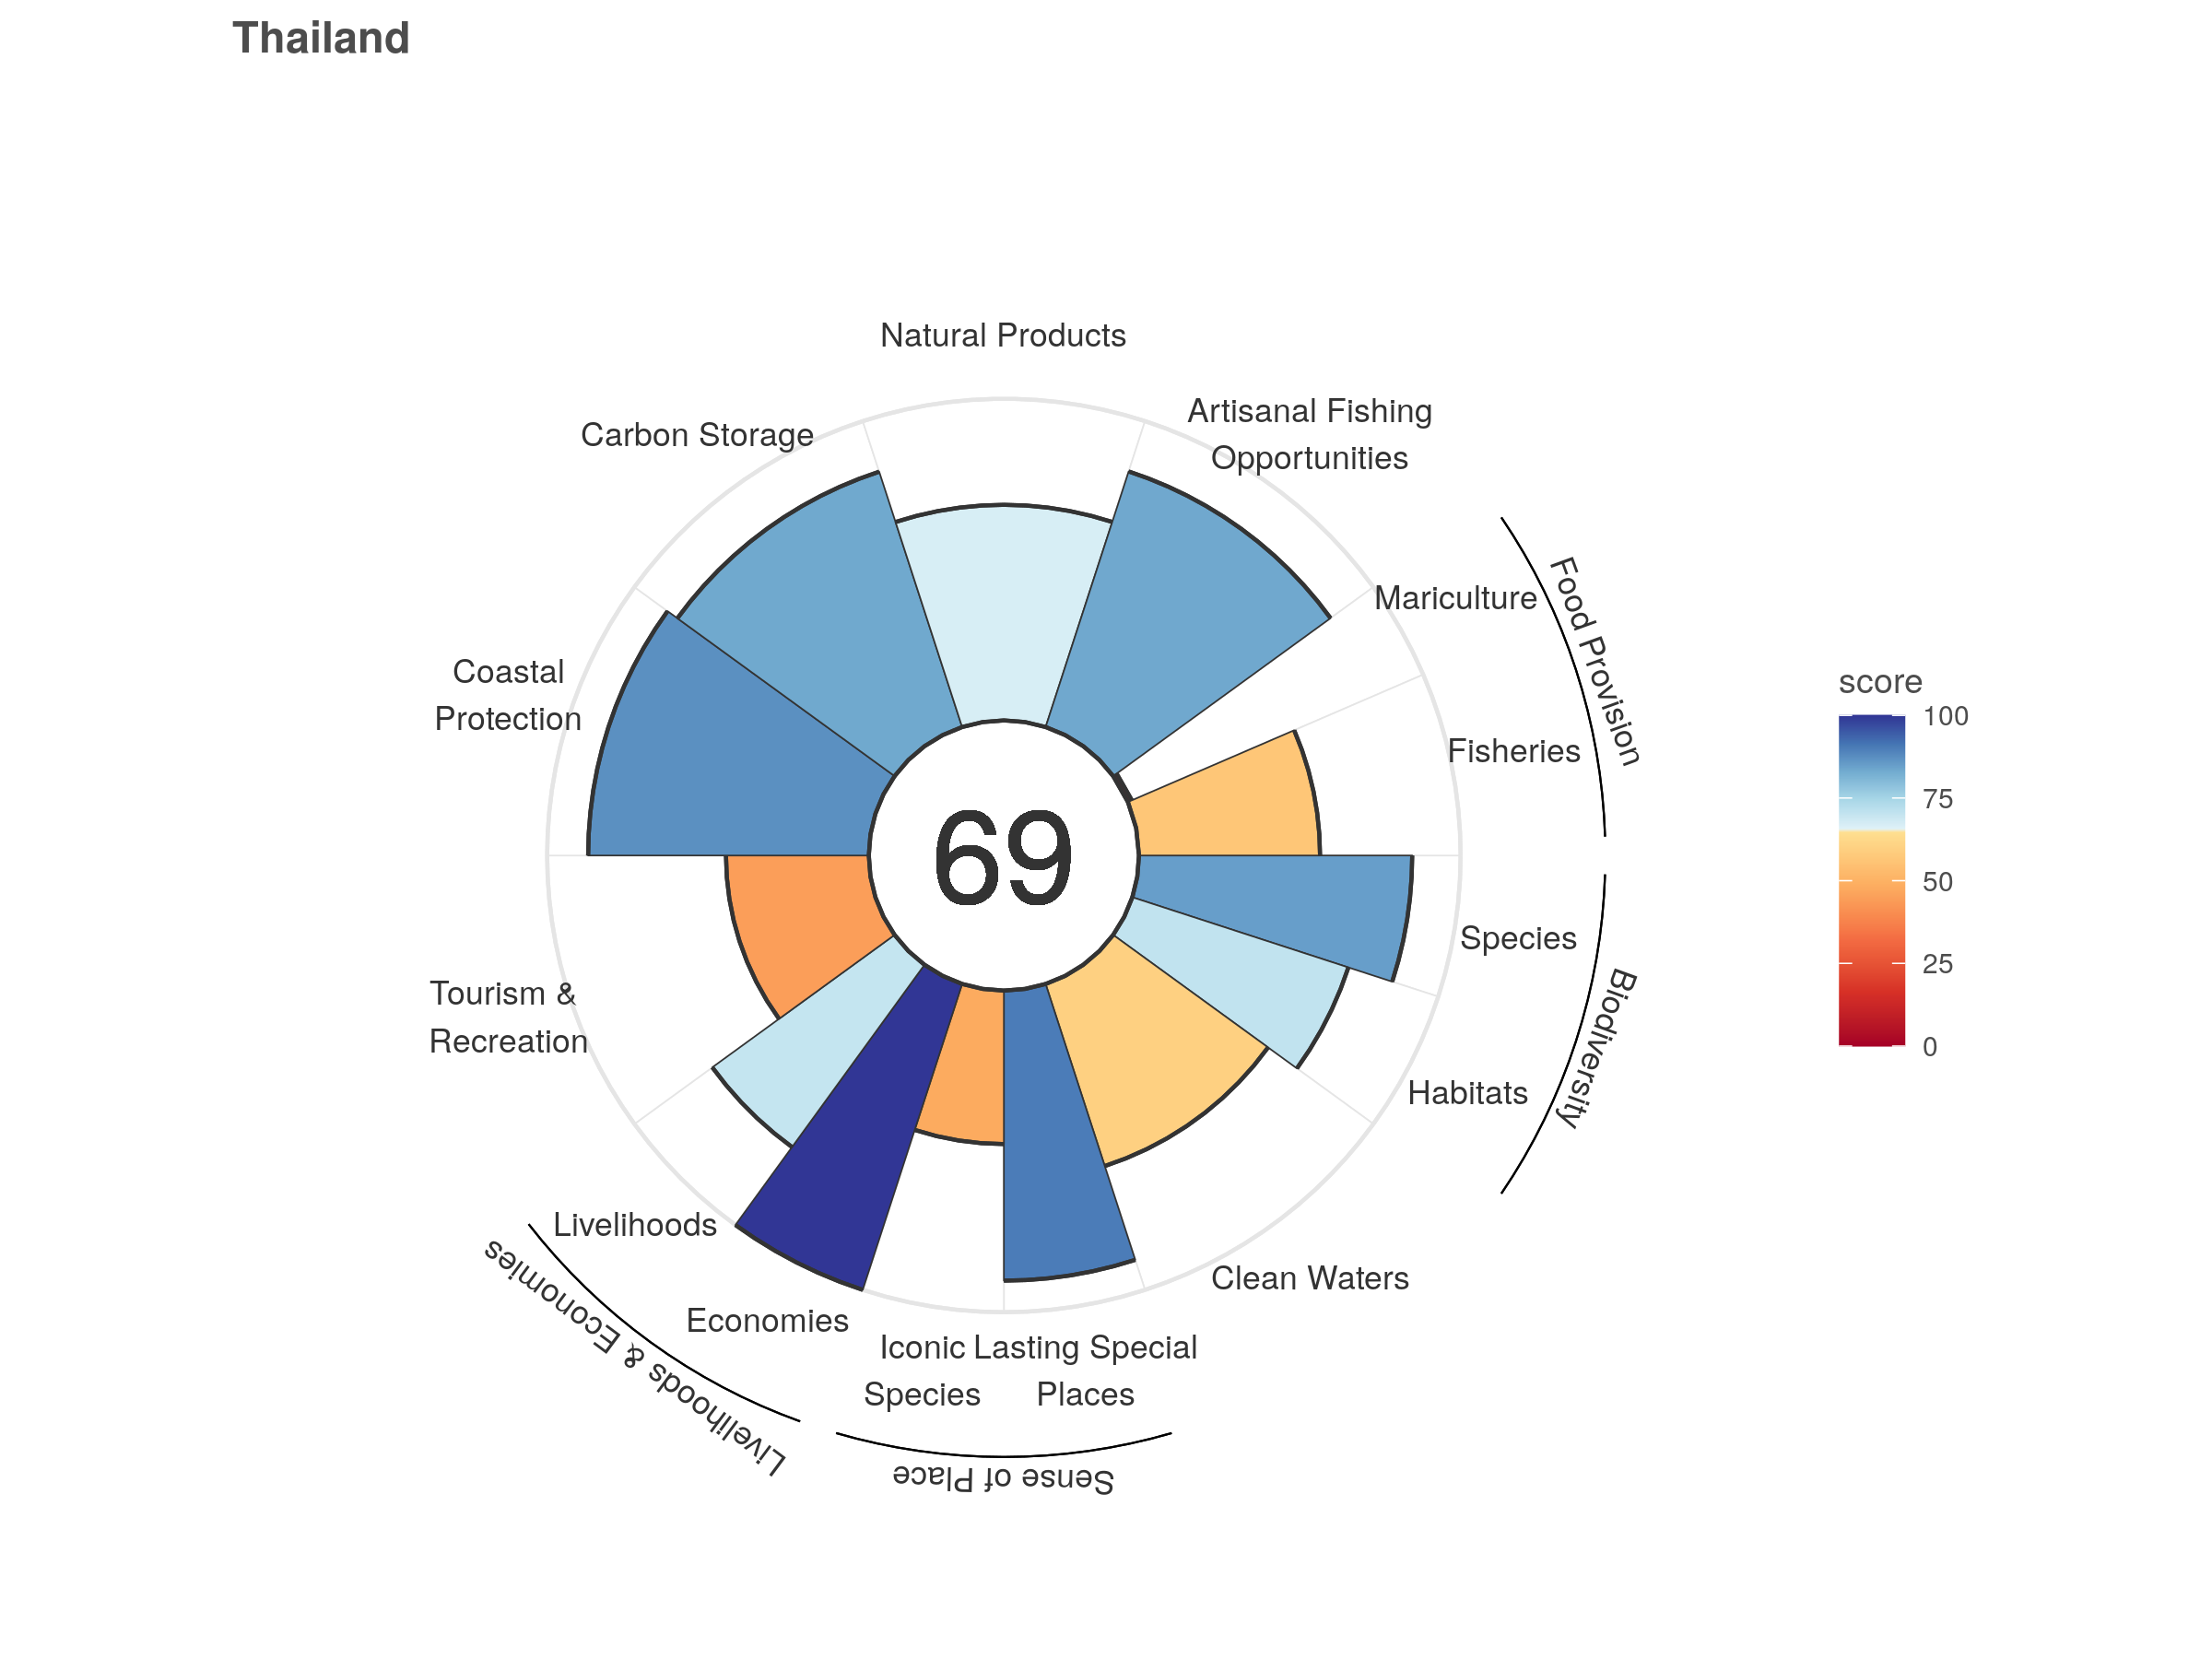 Thailand
Natural Products
Artisanal Fishing
Opportunities
Carbon Storage
Mariculture
Food Provision
Coastal
Protection
Fisheries
69
Species
Biodiversity
Tourism &
Recreation
Habitats
Livelihoods
Clean Waters
Economies
Iconic
Species
Lasting Special
Places
Livelihoods & Economies
Sense of Place
score
100
75
50
25
0